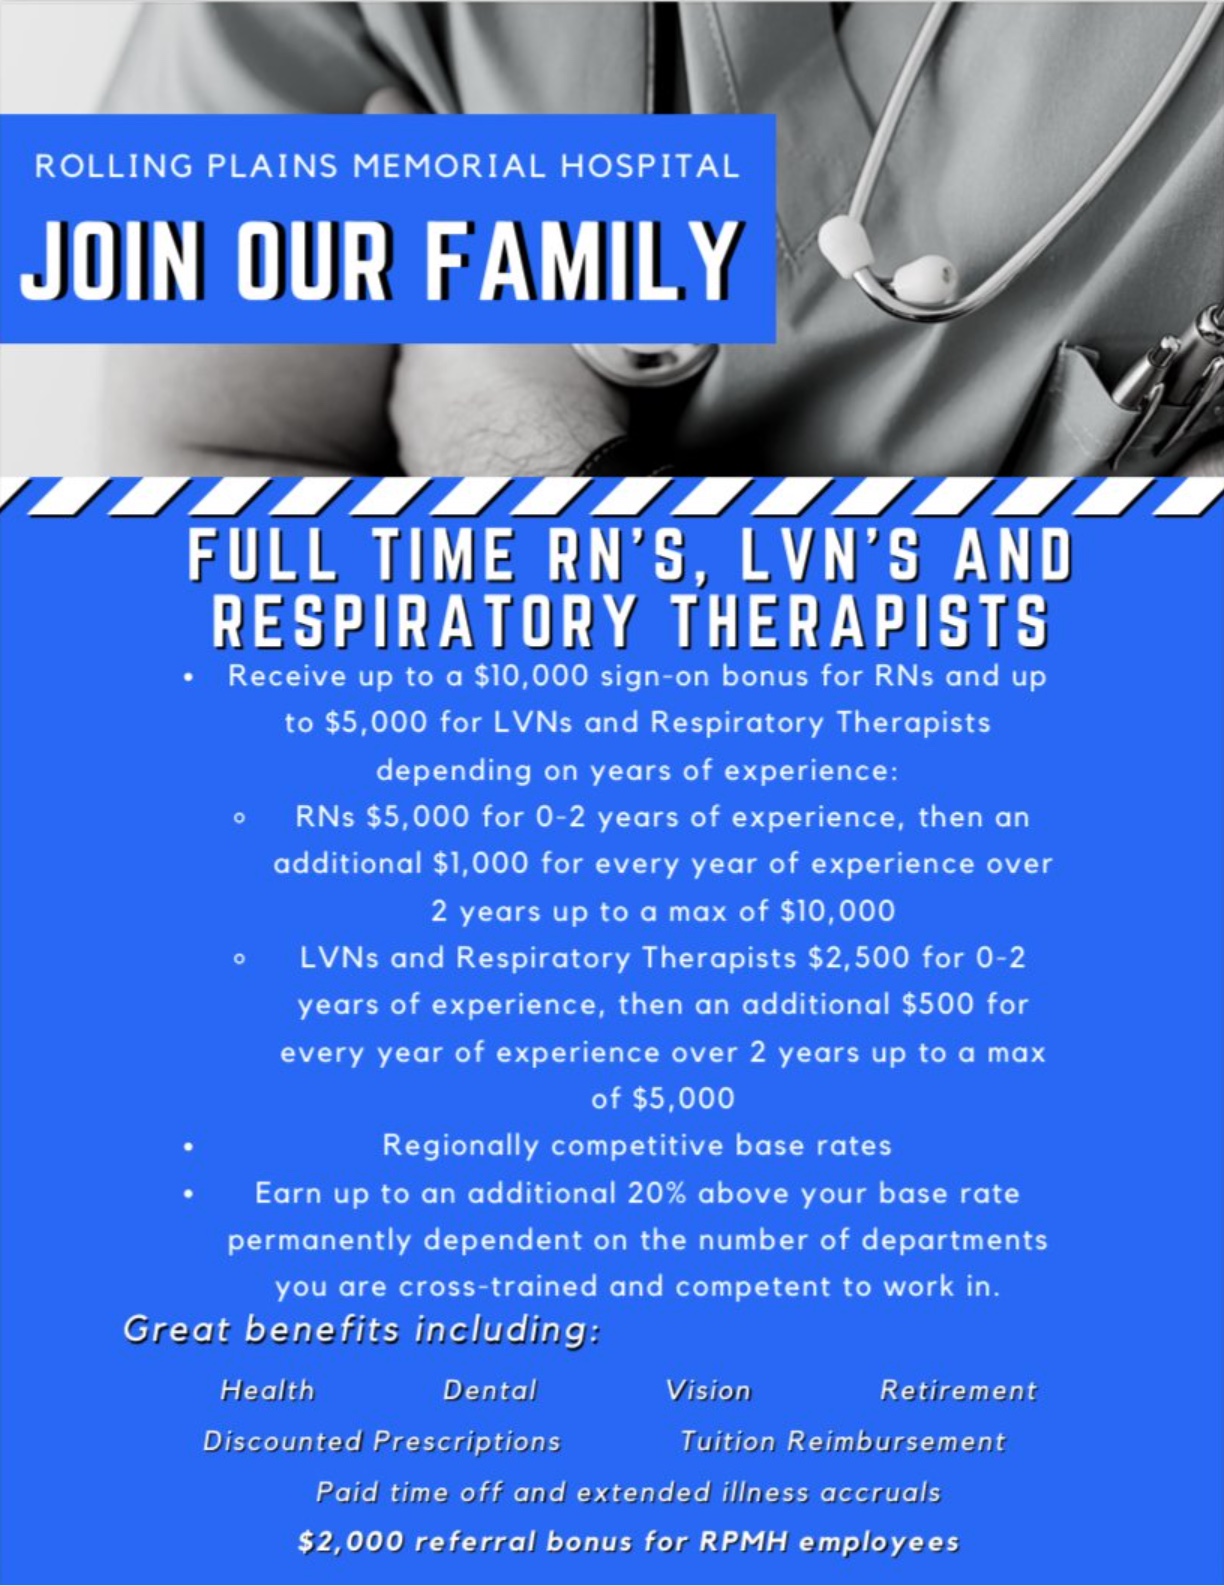 ROLLING PLAINS MEMORIAL HOSPITAL
JOIN OUR FAMILY
FULL TIME RN'S, LVN'S AND
RESPIRATORY THERAPISTS
• Receive up to a $10,000 sign-on bonus for RNs and up
to $5,000 for LVNs and Respiratory Therapists
depending on years of experience:
◦ RNs $5,000 for 0-2 years of experience, then an
additional $1,000 for every year of experience over
2 years up to a max of $10,000
◦ LVNs and Respiratory Therapists $2,500 for 0-2
years of experience, then an additional $500 for
every year of experience over 2 years up to a max
of $5,000
• Regionally competitive base rates
• Earn up to an additional 20% above your base rate
permanently dependent on the number of departments
you are cross-trained and competent to work in.
Great benefits including:
Health Dental Vision Retirement
Discounted Prescriptions Tuition Reimbursement
Paid time off and extended illness accruals
$2,000 referral bonus for RPMH employees